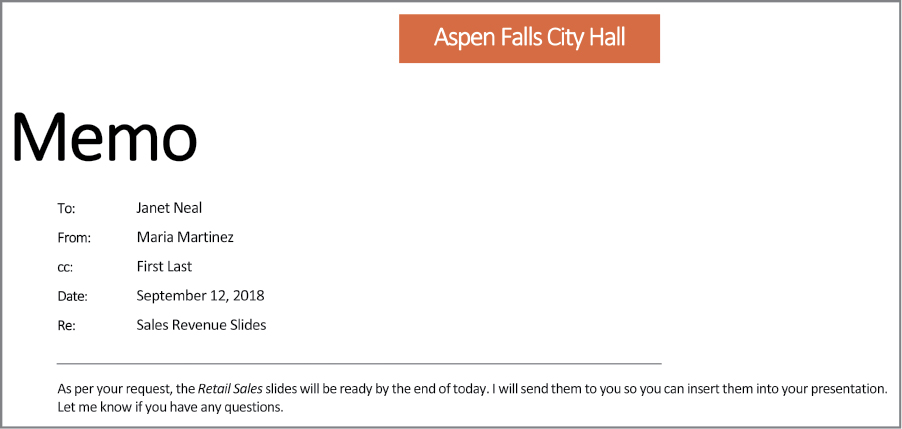 Aspen Falls City Hall
Memo
To: Janet Neal
From: Maria Martinez
cc: First Last
Date: September 12, 2018
Re: Sales Revenue Slides
As per your request, the Retail Sales slides will be ready by the end of today. I will send them to you so you can insert them into your presentation.
Let me know if you have any questions.